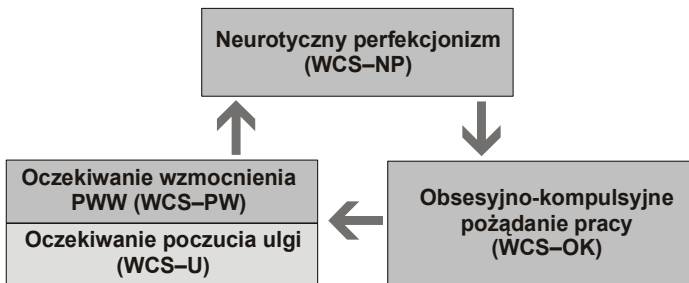 Neurotyczny perfekcjonizm
(WCS–NP)
Oczekiwanie wzmocnienia
PWW (WCS–PW)
Oczekiwanie poczucia ulgi
(WCS–U)
Obsesyjno-kompulsyjne
pożądanie pracy
(WCS–OK)